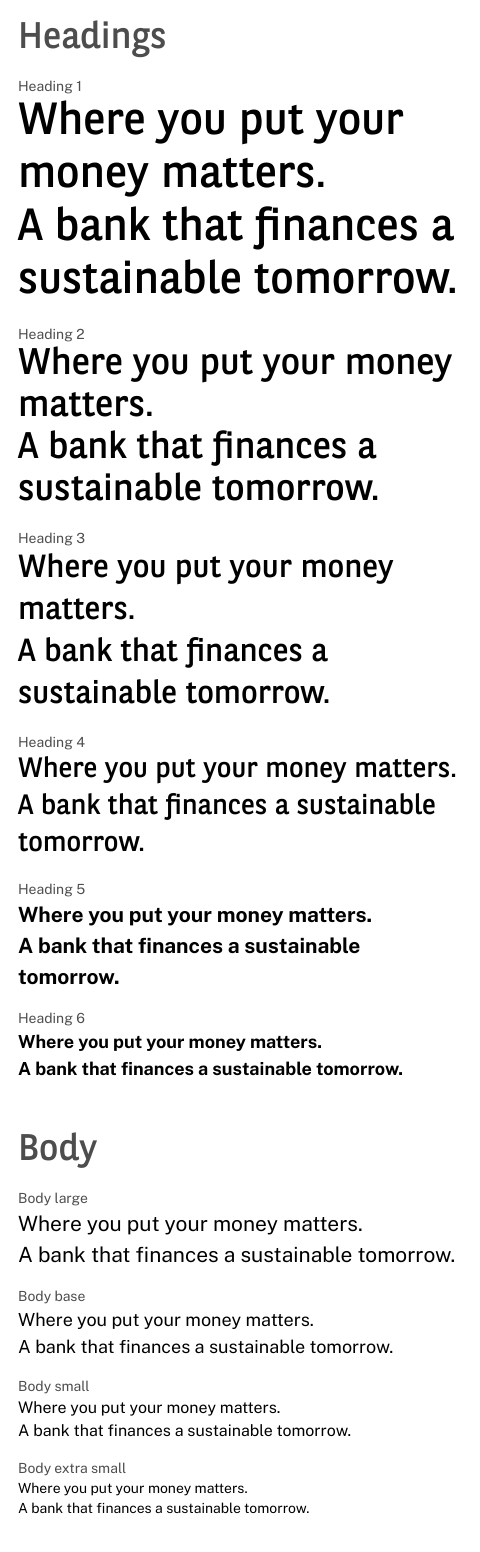 Headings
Heading 1
Where you put your
money matters.
A bank that finances a
sustainable tomorrow.
Heading 2
Where you put your money
matters.
A bank that finances a
sustainable tomorrow.
Heading 3
Where you put your money
matters.
A bank that finances a
sustainable tomorrow.
Heading 4
Where you put your money matters.
A bank that finances a sustainable
tomorrow.
Heading 5
Where you put your money matters.
A bank that finances a sustainable
tomorrow.
Heading 6
Where you put your money matters.
A bank that finances a sustainable tomorrow.
Body
Body large
Where you put your money matters.
A bank that finances a sustainable tomorrow.
Body base
Where you put your money matters.
A bank that finances a sustainable tomorrow.
Body small
Where you put your money matters.
A bank that finances a sustainable tomorrow.
Body extra small
Where you put your money matters.
A bank that finances a sustainable tomorrow.